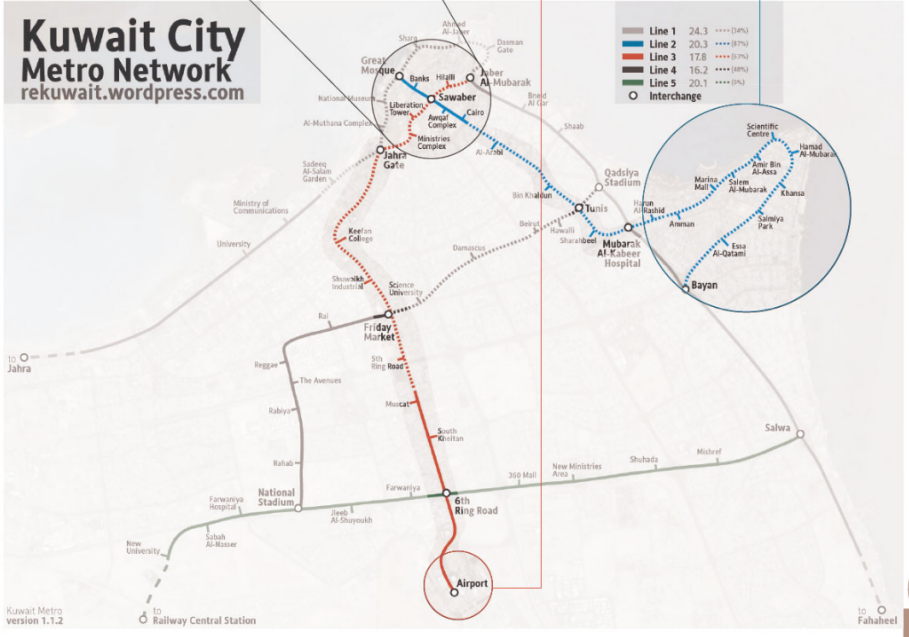 Kuwait City
Metro Network
rekuwait.wordpress.com
Line 1 24.3 (34%)
Line 2 20.3 (87%)
Line 3 17.8 (57%)
Line 4 16.2
Line 5 20.1
Interchange
Ahmed
Al-Jaber
Sharq
Dasman
Gate
Great
Mosque
Banks
Hilalli
Jaber
Al-Mubarak
National Museum
Sawaber
Liberation
Tower
Awqaf
Complex
Cairo
Bneid
Al Gar
Al-Muthana Complex
Ministries
Complex
Shaab
Jahra
Gate
Al-Arabi
Sadeeq
Al-Salam
Garden
Qadsiya
Stadium
Scientific
Centre
Hamad
Al-Mubarak
Amir Bin
Al-Assa
Marina
Mall
Salem
Al-Mubarak
Khansa
Bin Khaldun
Tunis
Harun
Al-Rashid
Amman
Salmiya
Park
Ministry of
Communications
University
Keefan
College
Beirut
Hawalli
Sharahbeel
Mubarak
Al-Kabeer
Hospital
Essa
Al-Qatami
Damascus
Bayan
Shuwaikh
Industrial
Science
University
Rai
Friday
Market
to
Jahra
Reggae
5th
Ring Road
The Avenues
Muscat
Rabiya
South
Kheitan
Salwa
Rahab
Mishref
Shuhada
New Ministries
Area
360 Mall
National
Stadium
Farwaniya
6th
Ring Road
Farwaniya
Hospital
Jleeb
Al-Shuyoukh
Sabah
Al-Nasser
New
University
Airport
Kuwait Metro
version 1.1.2
to
Railway Central Station
to
Fahaheel